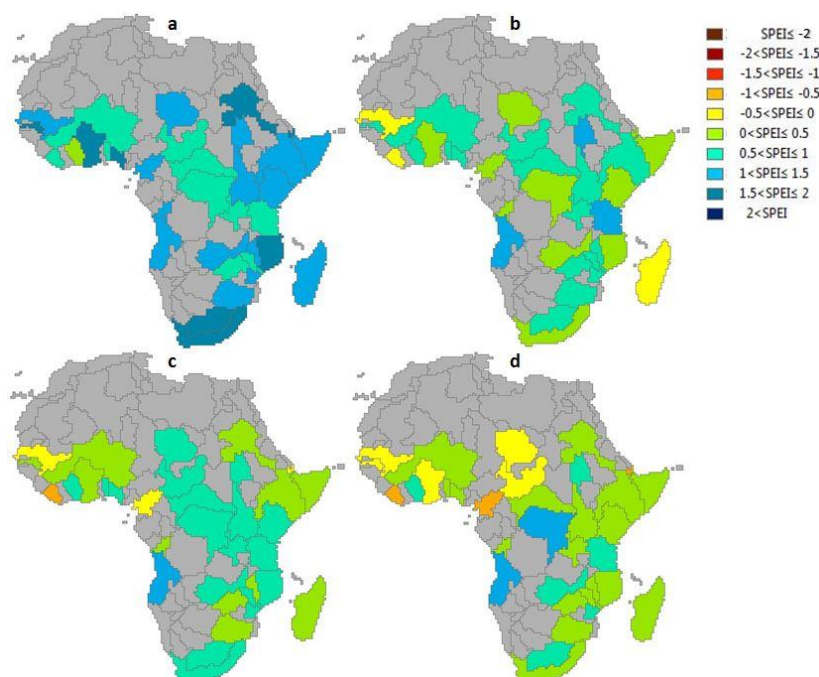 a
b
SPEI≤ -2
-2<SPEI≤ -1.5
-1.5<SPEI≤ -1
-1<SPEI≤ -0.5
-0.5<SPEI≤ 0
0<SPEI≤ 0.5
0.5<SPEI≤ 1
1<SPEI≤ 1.5
1.5<SPEI≤ 2
2<SPEI
c
d